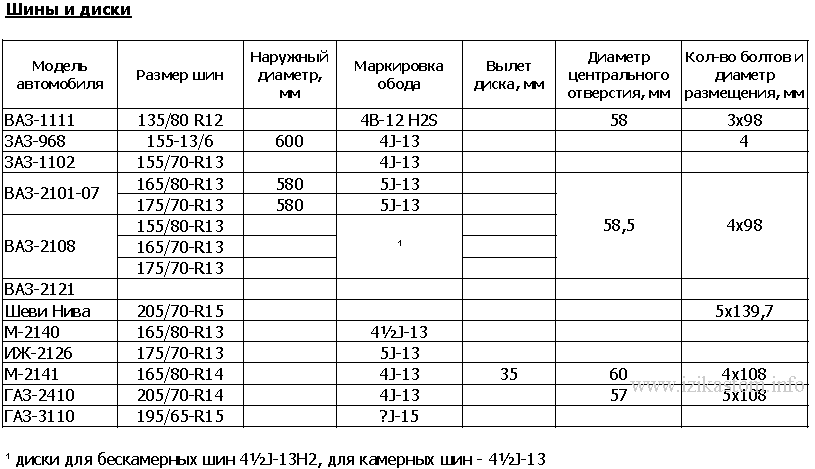 Шины и диски
Модель автомобиля | Размер шин | Наружный диаметр, мм | Маркировка обода | Вылет диска, мм | Диаметр центрального отверстия, мм | Кол-во болтов и диаметр размещения, мм
ВАЗ-1111 | 135/80 R12 | | 4B-12 H2S | | 58 | 3x98
ЗАЗ-968 | 155-13/6 | 600 | 4J-13 | | | 4
ЗАЗ-1102 | 155/70-R13 | | 4J-13 | | |
ВАЗ-2101-07 | 165/80-R13 | 580 | 5J-13 | | 58,5 | 4x98
175/70-R13 | 580 | 5J-13
ВАЗ-2108 | 155/80-R13 | | ¹
165/70-R13
175/70-R13
ВАЗ-2121
Шеви Нива | 205/70-R15 | | | | | 5x139,7
М-2140 | 165/80-R13 | | 4½J-13 | | |
ИЖ-2126 | 175/70-R13 | | 5J-13 | | |
М-2141 | 165/80-R14 | | 4J-13 | 35 | 60 | 4x108
ГАЗ-2410 | 205/70-R14 | | 4J-13 | | 57 | 5x108
ГАЗ-3110 | 195/65-R15 | | ?J-15 | | |
¹ диски для бескамерных шин 4½J-13H2, для камерных шин - 4½J-13